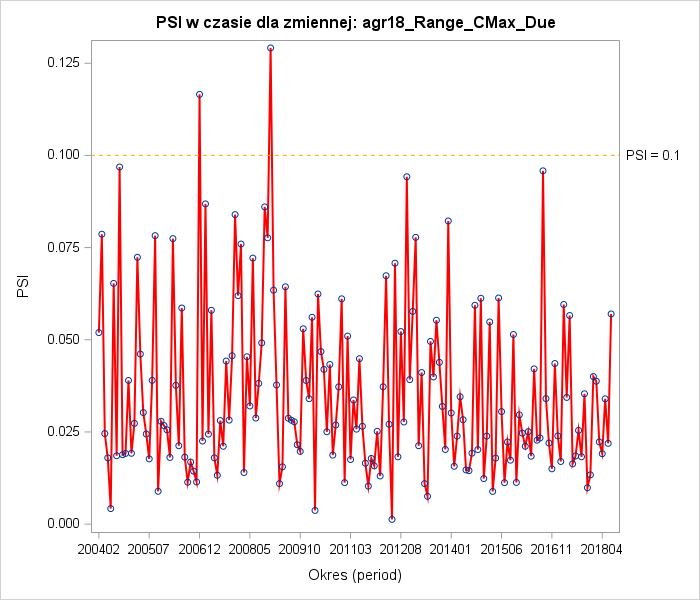 PSI w czasie dla zmiennej: agr18_Range_CMax_Due
0.125
0.100
PSI = 0.1
0.075
PSI
0.050
0.025
0.000
200402 200507 200612 200805 200910 201103 201208 201401 201506 201611 201804
Okres (period)